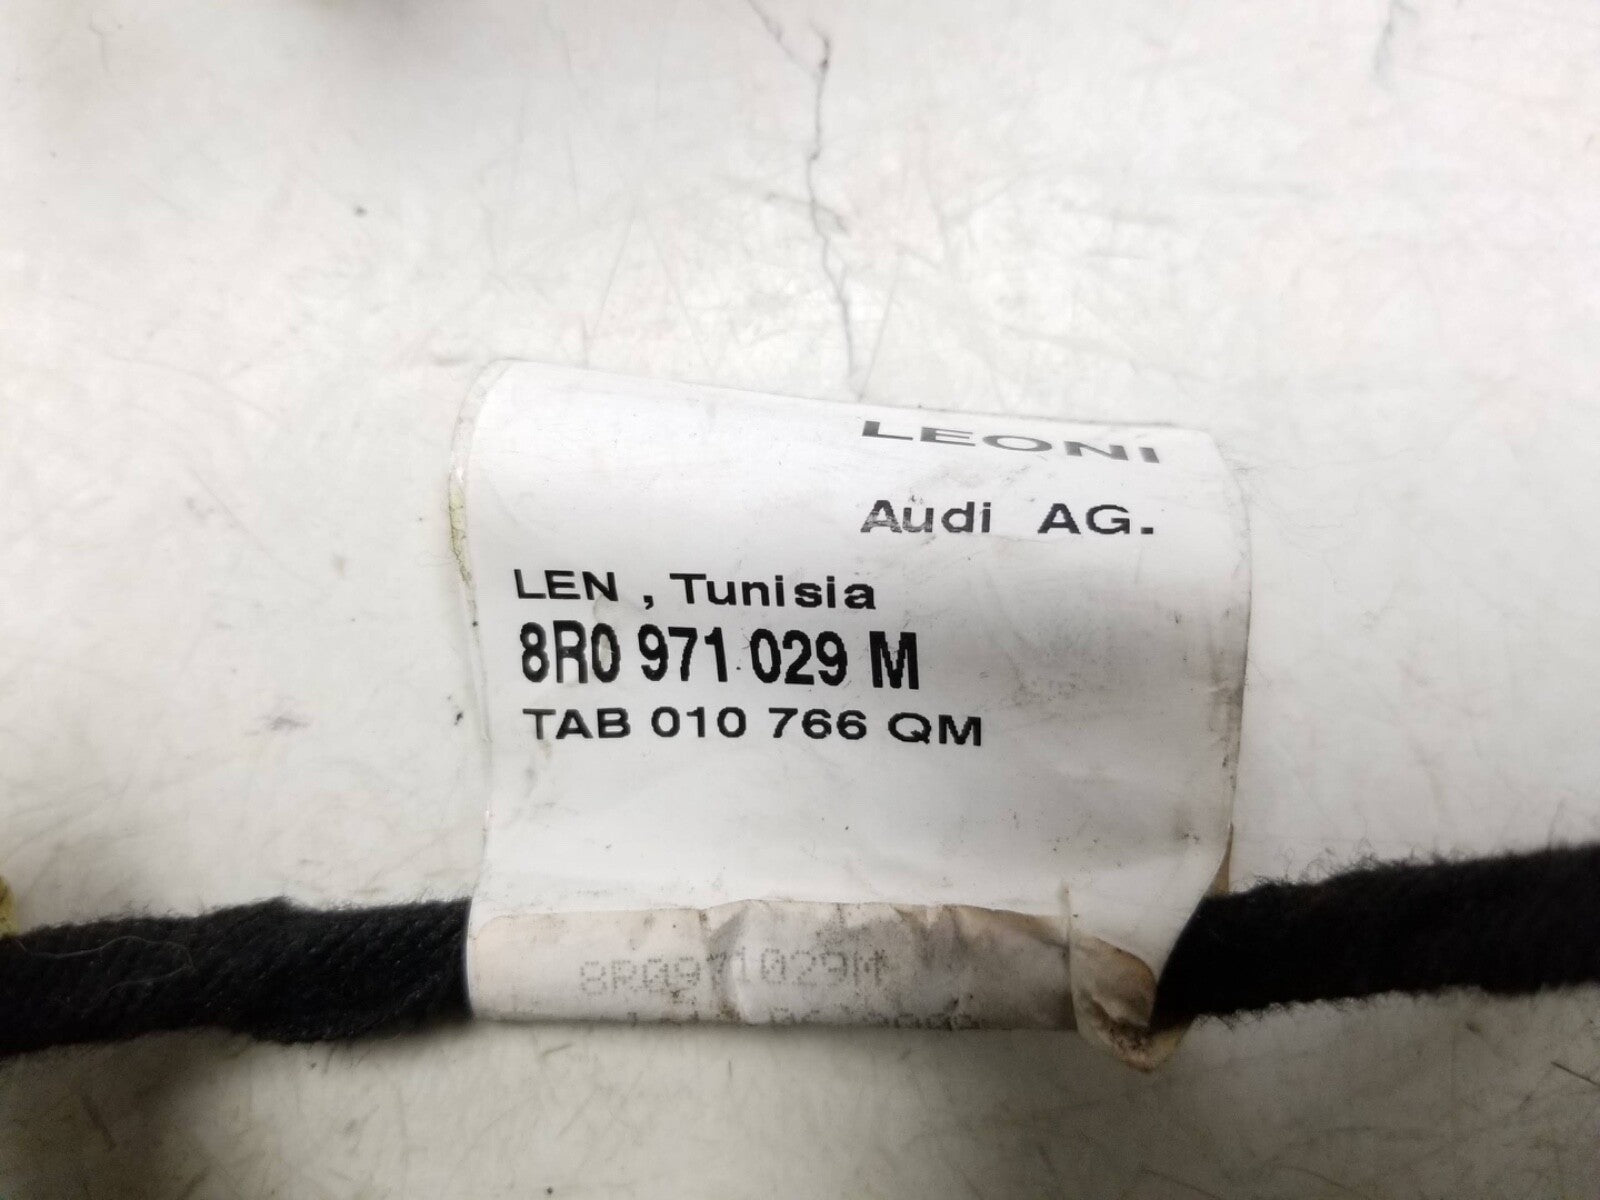 LEONI
Audi AG.
LEN , Tunisia
8R0 971 029 M
TAB 010 766 QM
8R0971029M